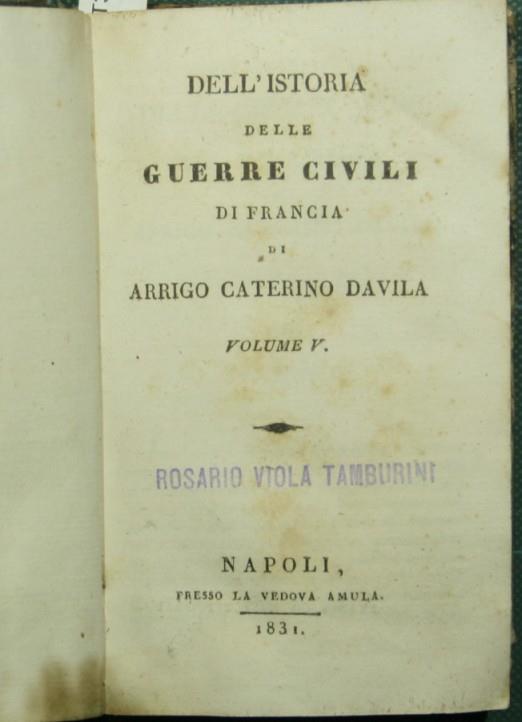 DELL'ISTORIA
DELLE
GUERRE CIVILI
DI FRANCIA
DI
ARRIGO CATERINO DAVILA
VOLUME V.
ROSARIO VIOLA TAMBURINI
NAPOLI,
PRESSO LA VEDOVA AMULA.
1831.